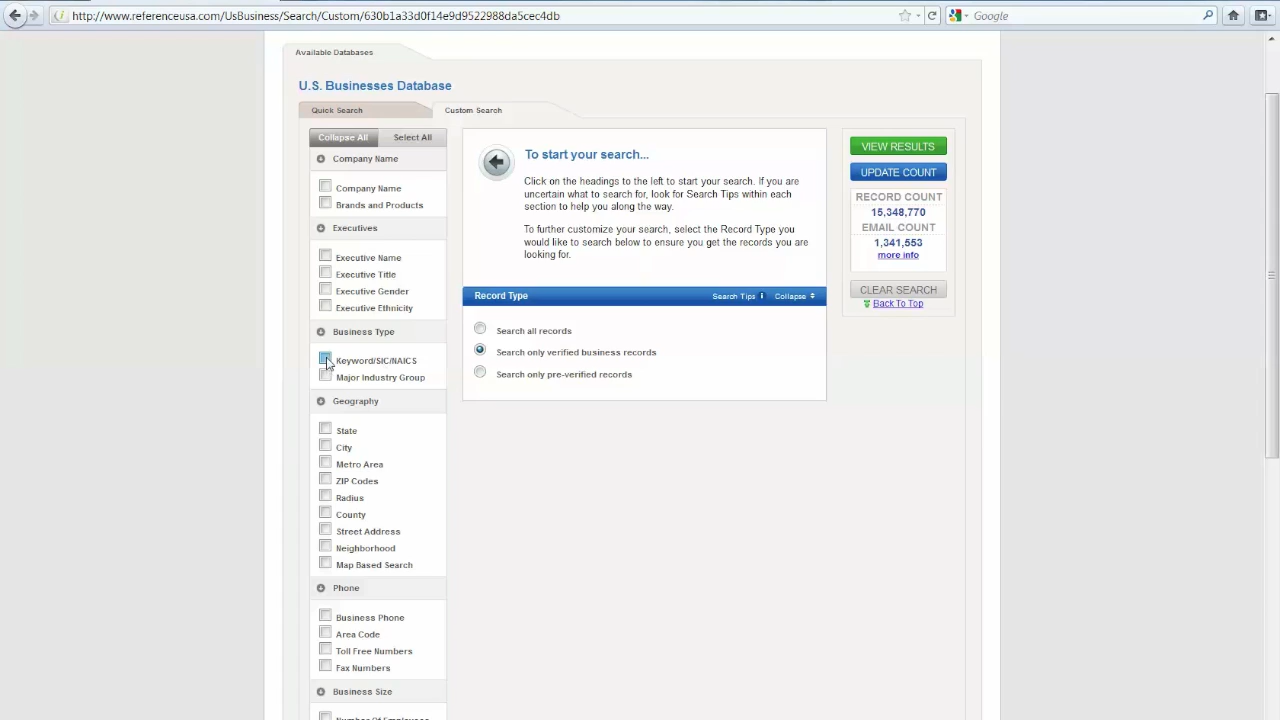 http://www.referenceusa.com/UsBusiness/Search/Custom/630b1a33d0f14e9d9522988da5cec4db
Google
Available Databases
U.S. Businesses Database
Quick Search
Custom Search
Collapse All
Select All
Company Name
Company Name
Brands and Products
Executives
Executive Name
Executive Title
Executive Gender
Executive Ethnicity
Business Type
Keyword/SIC/NAICS
Major Industry Group
Geography
State
City
Metro Area
ZIP Codes
Radius
County
Street Address
Neighborhood
Map Based Search
Phone
Business Phone
Area Code
Toll Free Numbers
Fax Numbers
Business Size
Number Of Employees
To start your search...
Click on the headings to the left to start your search. If you are
uncertain what to search for, look for Search Tips within each
section to help you along the way.
To further customize your search, select the Record Type you
would like to search below to ensure you get the records you are
looking for.
Record Type
Search Tips
Collapse
Search all records
Search only verified business records
Search only pre-verified records
VIEW RESULTS
UPDATE COUNT
RECORD COUNT
15,348,770
EMAIL COUNT
1,341,553
more info
CLEAR SEARCH
Back To Top